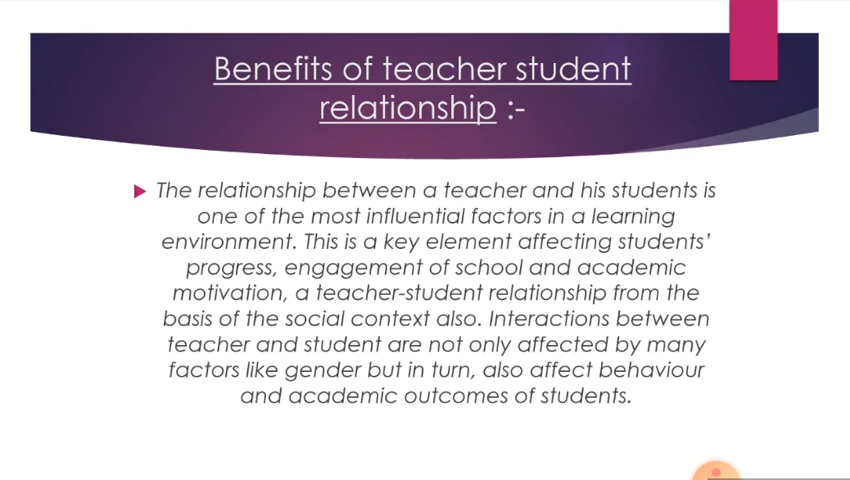 Benefits of teacher student
relationship :-
The relationship between a teacher and his students is
one of the most influential factors in a learning
environment. This is a key element affecting students’
progress, engagement of school and academic
motivation, a teacher-student relationship from the
basis of the social context also. Interactions between
teacher and student are not only affected by many
factors like gender but in turn, also affect behaviour
and academic outcomes of students.